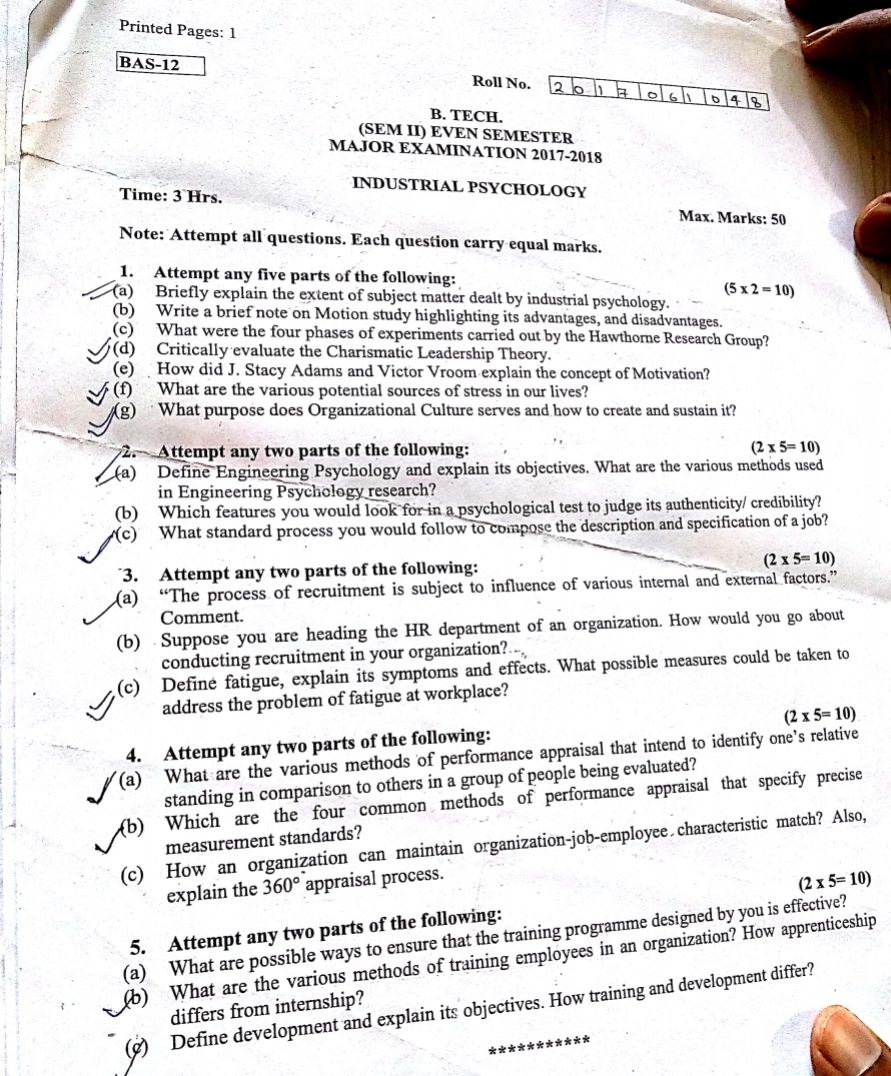 Printed Pages: 1
BAS-12
Roll No. 2017061048
B. TECH.
(SEM II) EVEN SEMESTER
MAJOR EXAMINATION 2017-2018
INDUSTRIAL PSYCHOLOGY
Time: 3 Hrs.
Max. Marks: 50
Note: Attempt all questions. Each question carry equal marks.
1. Attempt any five parts of the following: (5 x 2 = 10)
(a) Briefly explain the extent of subject matter dealt by industrial psychology.
(b) Write a brief note on Motion study highlighting its advantages, and disadvantages.
(c) What were the four phases of experiments carried out by the Hawthorne Research Group?
(d) Critically evaluate the Charismatic Leadership Theory.
(e) How did J. Stacy Adams and Victor Vroom explain the concept of Motivation?
(f) What are the various potential sources of stress in our lives?
(g) What purpose does Organizational Culture serves and how to create and sustain it?
2. Attempt any two parts of the following: (2 x 5= 10)
(a) Define Engineering Psychology and explain its objectives. What are the various methods used
in Engineering Psychology research?
(b) Which features you would look for in a psychological test to judge its authenticity/ credibility?
(c) What standard process you would follow to compose the description and specification of a job?
3. Attempt any two parts of the following: (2 x 5= 10)
(a) “The process of recruitment is subject to influence of various internal and external factors.”
Comment.
(b) Suppose you are heading the HR department of an organization. How would you go about
conducting recruitment in your organization?
(c) Define fatigue, explain its symptoms and effects. What possible measures could be taken to
address the problem of fatigue at workplace?
4. Attempt any two parts of the following: (2 x 5= 10)
(a) What are the various methods of performance appraisal that intend to identify one's relative
standing in comparison to others in a group of people being evaluated?
(b) Which are the four common methods of performance appraisal that specify precise
measurement standards?
(c) How an organization can maintain organization-job-employee characteristic match? Also,
explain the 360° appraisal process.
5. Attempt any two parts of the following: (2 x 5= 10)
(a) What are possible ways to ensure that the training programme designed by you is effective?
(b) What are the various methods of training employees in an organization? How apprenticeship
differs from internship?
(c) Define development and explain its objectives. How training and development differ?
***********